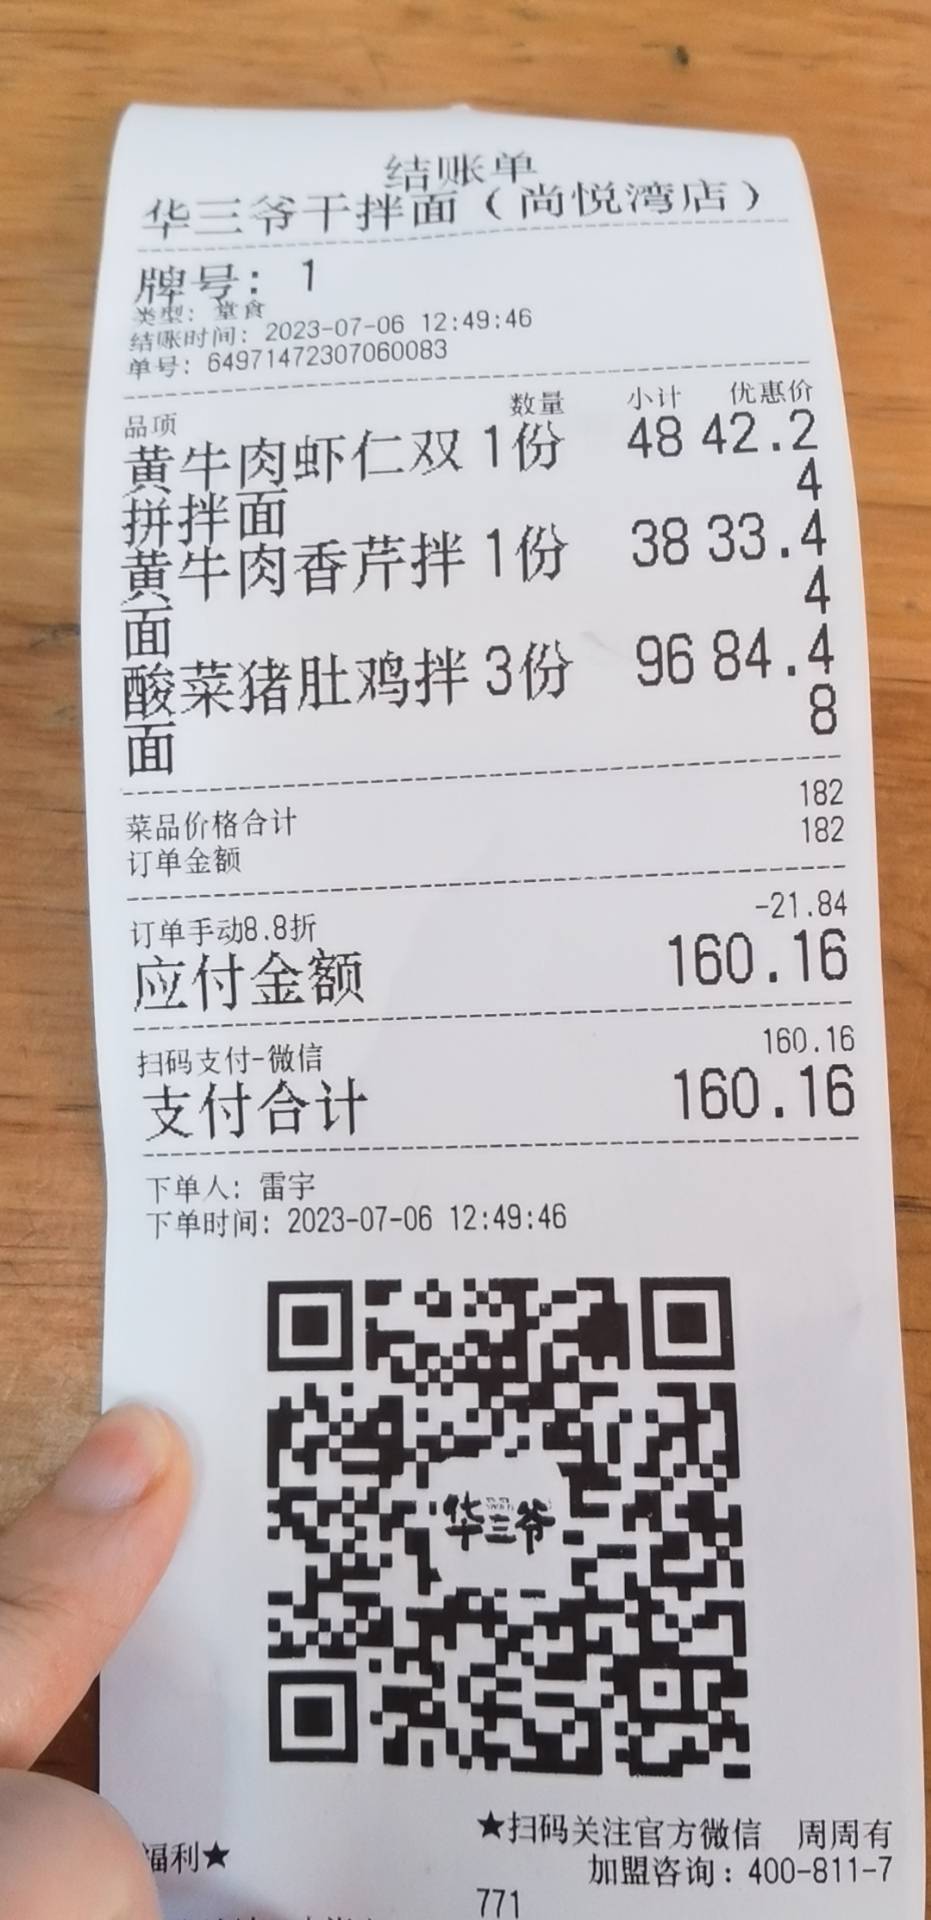 结账单
华三爷干拌面（尚悦湾店）
牌号: 1
类型: 堂食
结账时间: 2023-07-06 12:49:46
单号: 64971472307060083
品项 数量 小计 优惠价
黄牛肉虾仁双 1份 48 42.2
拼拌面 4
黄牛肉香芹拌 1份 38 33.4
面 4
酸菜猪肚鸡拌 3份 96 84.4
面 8
菜品价格合计 182
订单金额 182
订单手动8.8折 -21.84
应付金额 160.16
扫码支付-微信 160.16
支付合计 160.16
下单人: 雷宇
下单时间: 2023-07-06 12:49:46
华三爷
★扫码关注官方微信 周周有
福利★
加盟咨询: 400-811-7
771